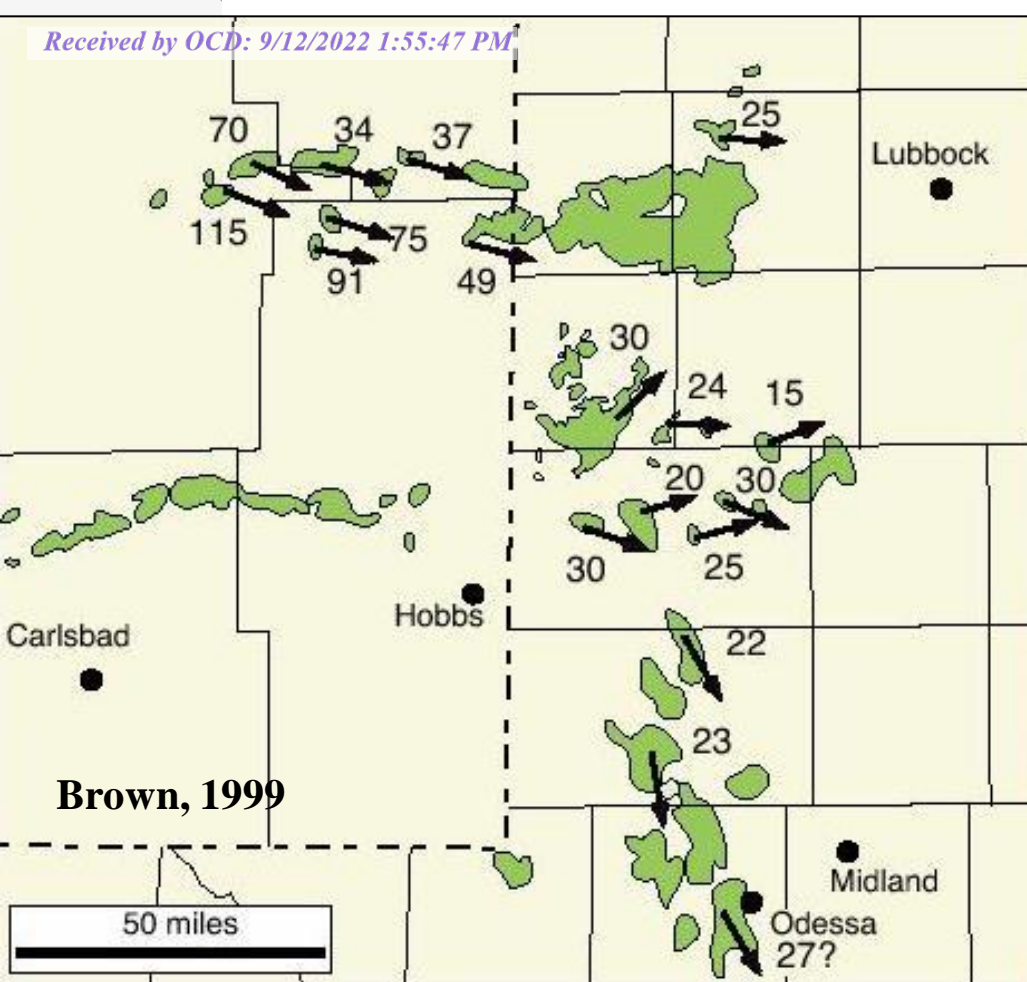 Received by OCD: 9/12/2022 1:55:47 PM
70
34
37
25
Lubbock
115
75
91
49
30
24
15
20
30
30
25
Hobbs
Carlsbad
22
23
Brown, 1999
Midland
50 miles
Odessa
27?